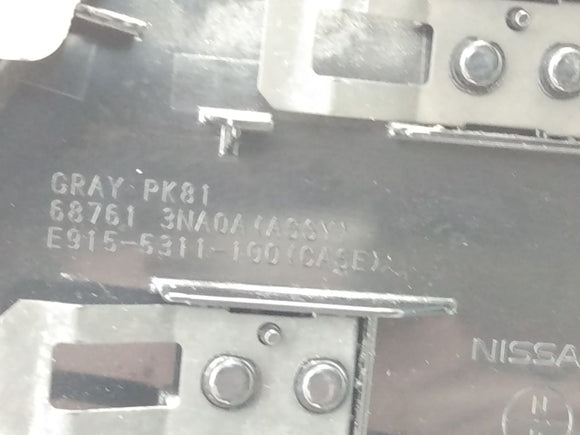 GRAY PK81
68761 3NA0A(ASSY)
E915-5311-100(CASE)
NISSA
N